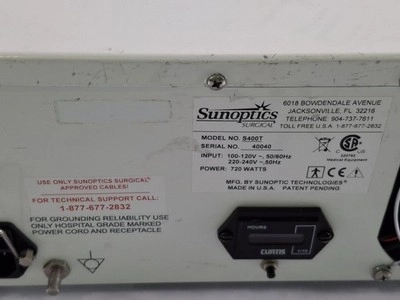 Sunoptics
SURGICAL
6018 BOWDENDALE AVENUE
JACKSONVILLE, FL 32216
TELEPHONE: 904-737-7611
TOLL FREE U.S.A 1-877-677-2832
MODEL NO. S400T
SERIAL NO. 40040
INPUT: 100-120V ~, 50/60Hz
220-240V ~, 50Hz
POWER: 720 WATTS
Medical Equipment
MFG. BY SUNOPTIC TECHNOLOGIES
MADE IN U.S.A. PATENT PENDING
USE ONLY SUNOPTICS SURGICAL
APPROVED CABLES!
FOR TECHNICAL SUPPORT CALL:
1-877-677-2832
FOR GROUNDING RELIABILITY USE
ONLY HOSPITAL GRADE MARKED
POWER CORD AND RECEPTACLE
HOURS
CURTIS